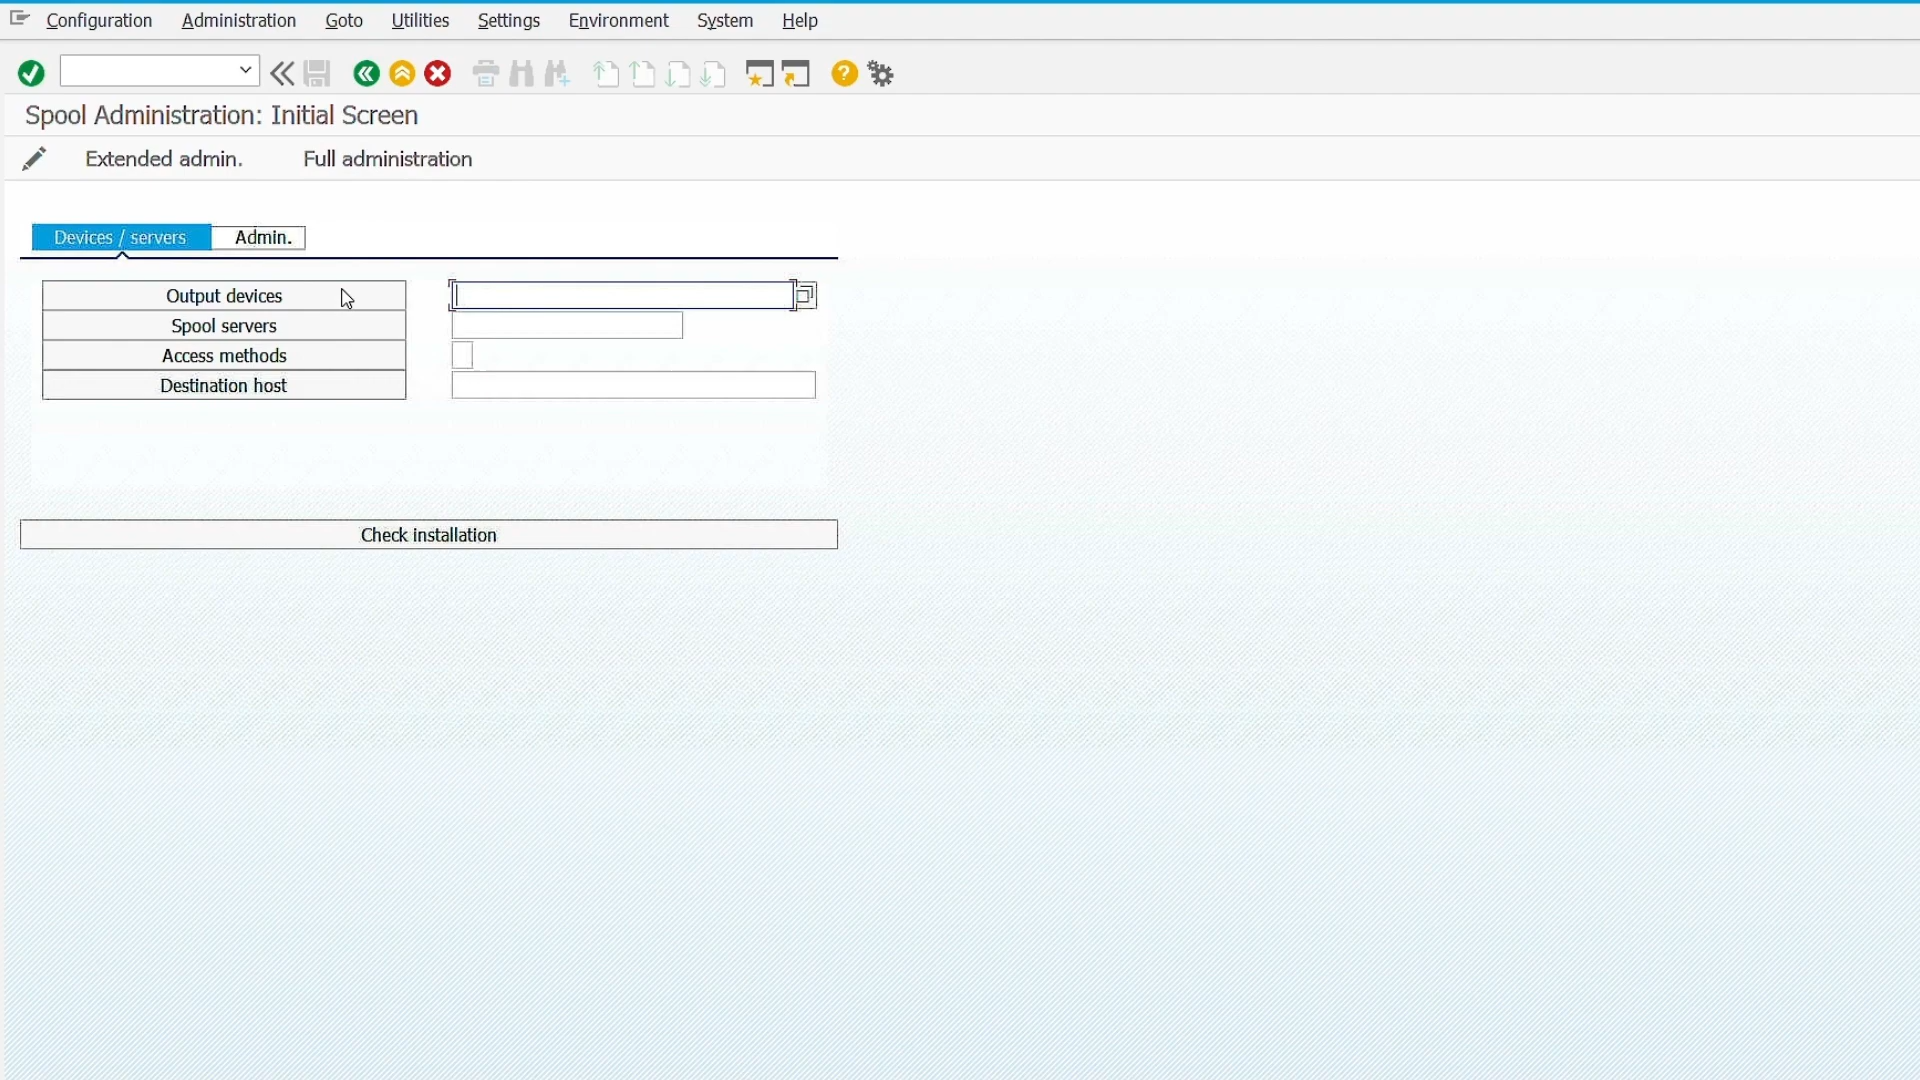 Configuration Administration Goto Utilities Settings Environment System Help
Spool Administration: Initial Screen
Extended admin. Full administration
Devices / servers Admin.
Output devices
Spool servers
Access methods
Destination host
Check installation